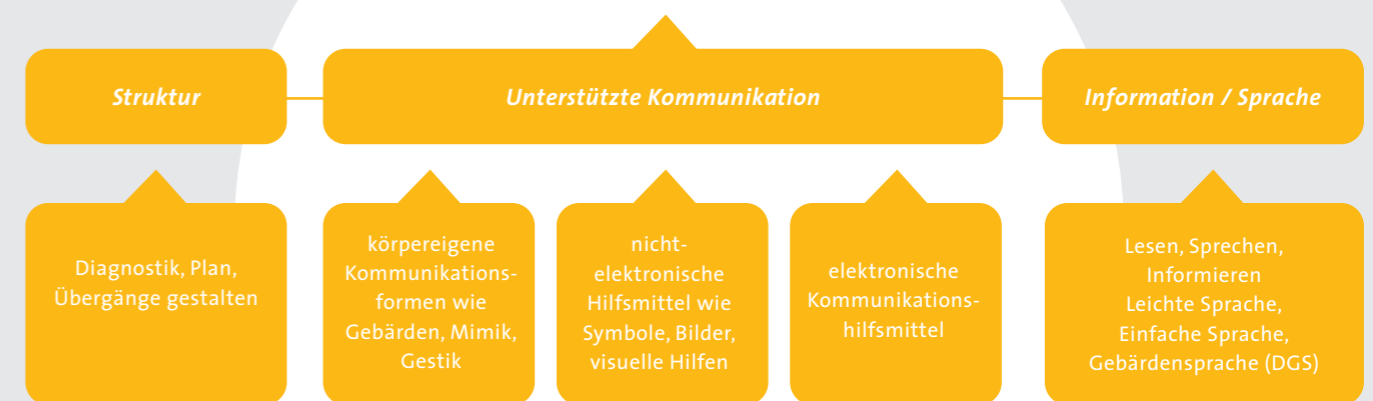 Struktur
Unterstützte Kommunikation
Information / Sprache
Diagnostik, Plan,
Übergänge gestalten
körpereigene
Kommunikations-
formen wie
Gebärden, Mimik,
Gestik
nicht-
elektronische
Hilfsmittel wie
Symbole, Bilder,
visuelle Hilfen
elektronische
Kommunikations-
hilfsmittel
Lesen, Sprechen,
Informieren
Leichte Sprache,
Einfache Sprache,
Gebärdensprache (DGS)